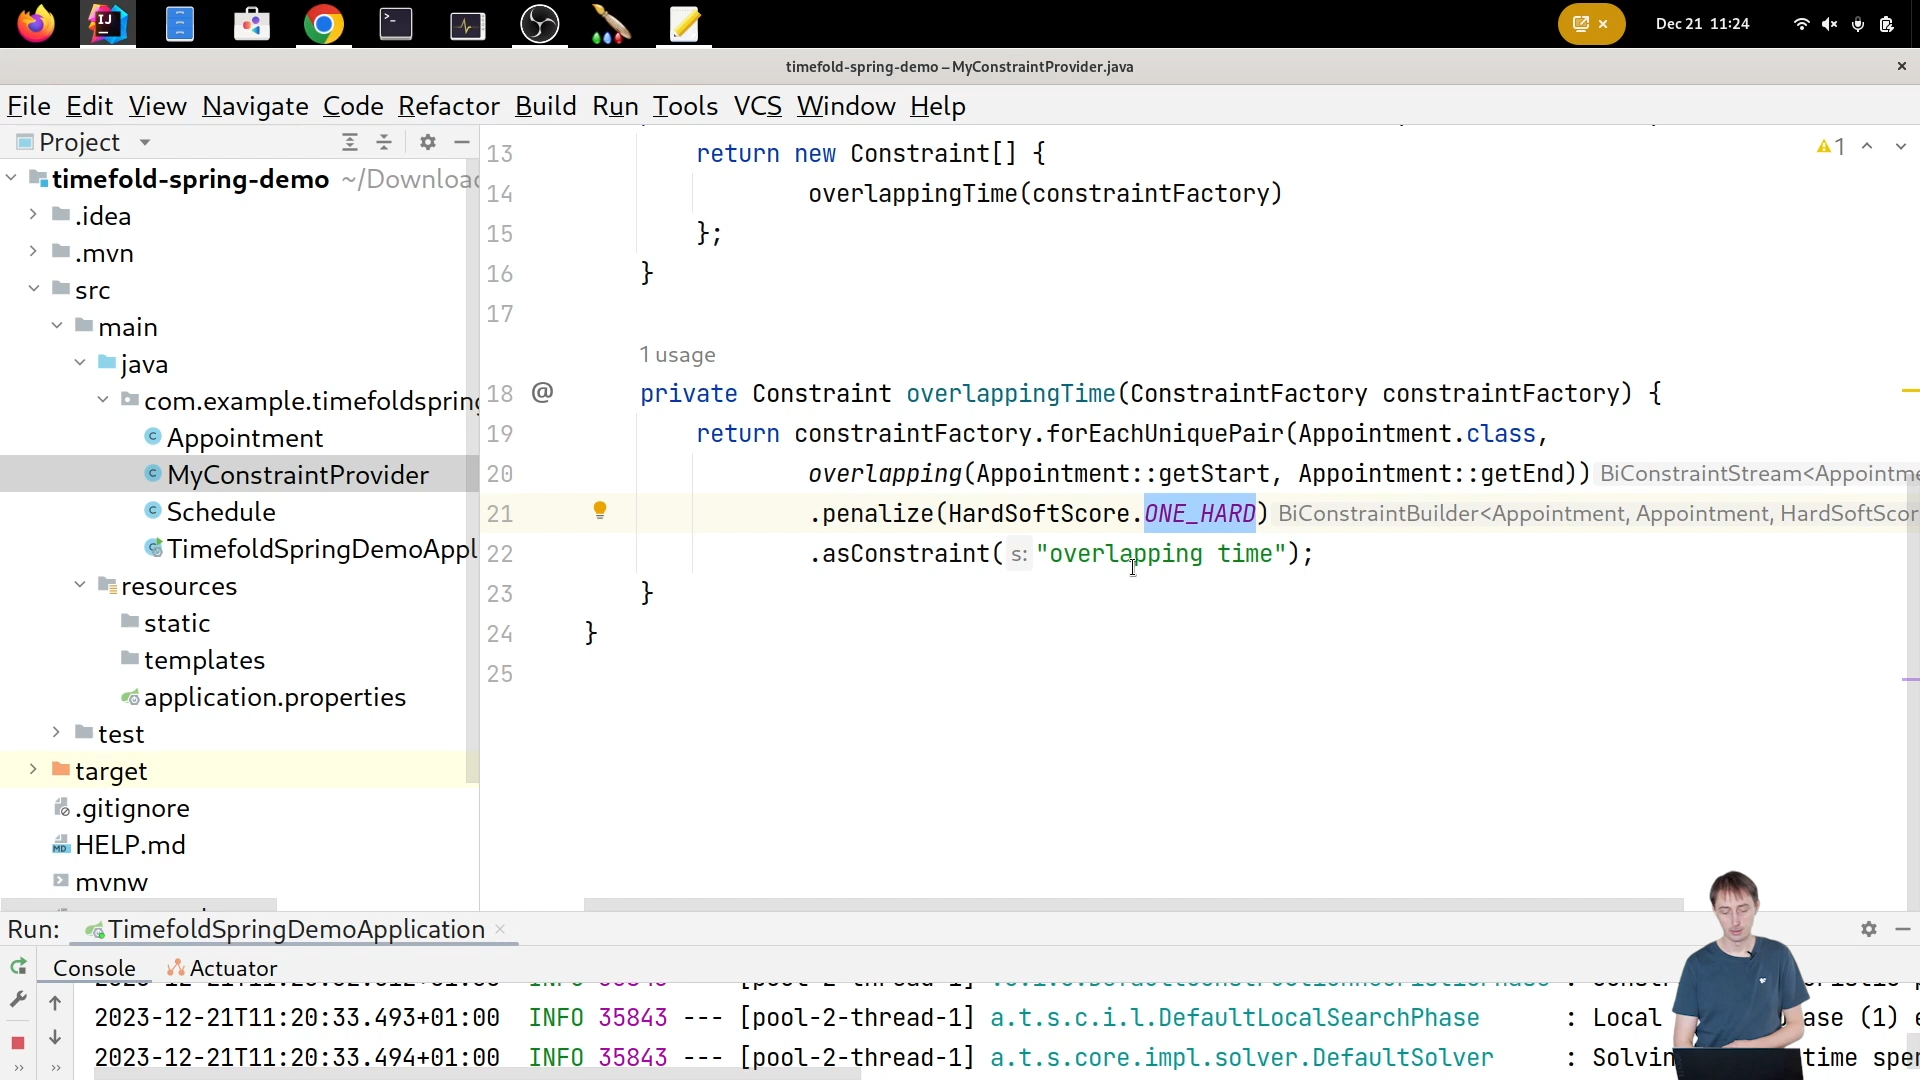 Dec 21 11:24
timefold-spring-demo – MyConstraintProvider.java
File Edit View Navigate Code Refactor Build Run Tools VCS Window Help
Project
timefold-spring-demo ~/Downloa
.idea
.mvn
src
main
java
com.example.timefoldspring
Appointment
MyConstraintProvider
Schedule
TimefoldSpringDemoAppl
resources
static
templates
application.properties
test
target
.gitignore
HELP.md
mvnw
1
13 return new Constraint[] {
14 overlappingTime(constraintFactory)
15 };
16 }
17
1 usage
18 @ private Constraint overlappingTime(ConstraintFactory constraintFactory) {
19 return constraintFactory.forEachUniquePair(Appointment.class,
20 overlapping(Appointment::getStart, Appointment::getEnd)) BiConstraintStream<Appointme
21 .penalize(HardSoftScore.ONE_HARD) BiConstraintBuilder<Appointment, Appointment, HardSoftScor
22 .asConstraint( s: "overlapping time");
23 }
24 }
25
Run: TimefoldSpringDemoApplication
Console Actuator
2023-12-21T11:20:33.493+01:00 INFO 35843 --- [pool-2-thread-1] a.t.s.c.i.l.DefaultLocalSearchPhase : Local ase (1) e
2023-12-21T11:20:33.494+01:00 INFO 35843 --- [pool-2-thread-1] a.t.s.core.impl.solver.DefaultSolver : Solvin time spe